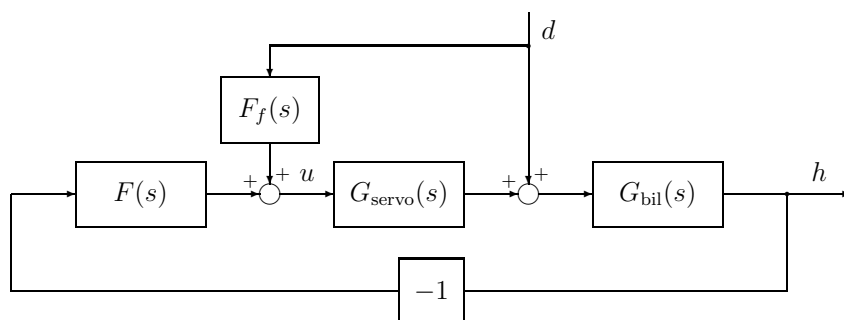 d
F_f(s)
+ + u + + h
F(s) G_servo(s) G_bil(s)
−1